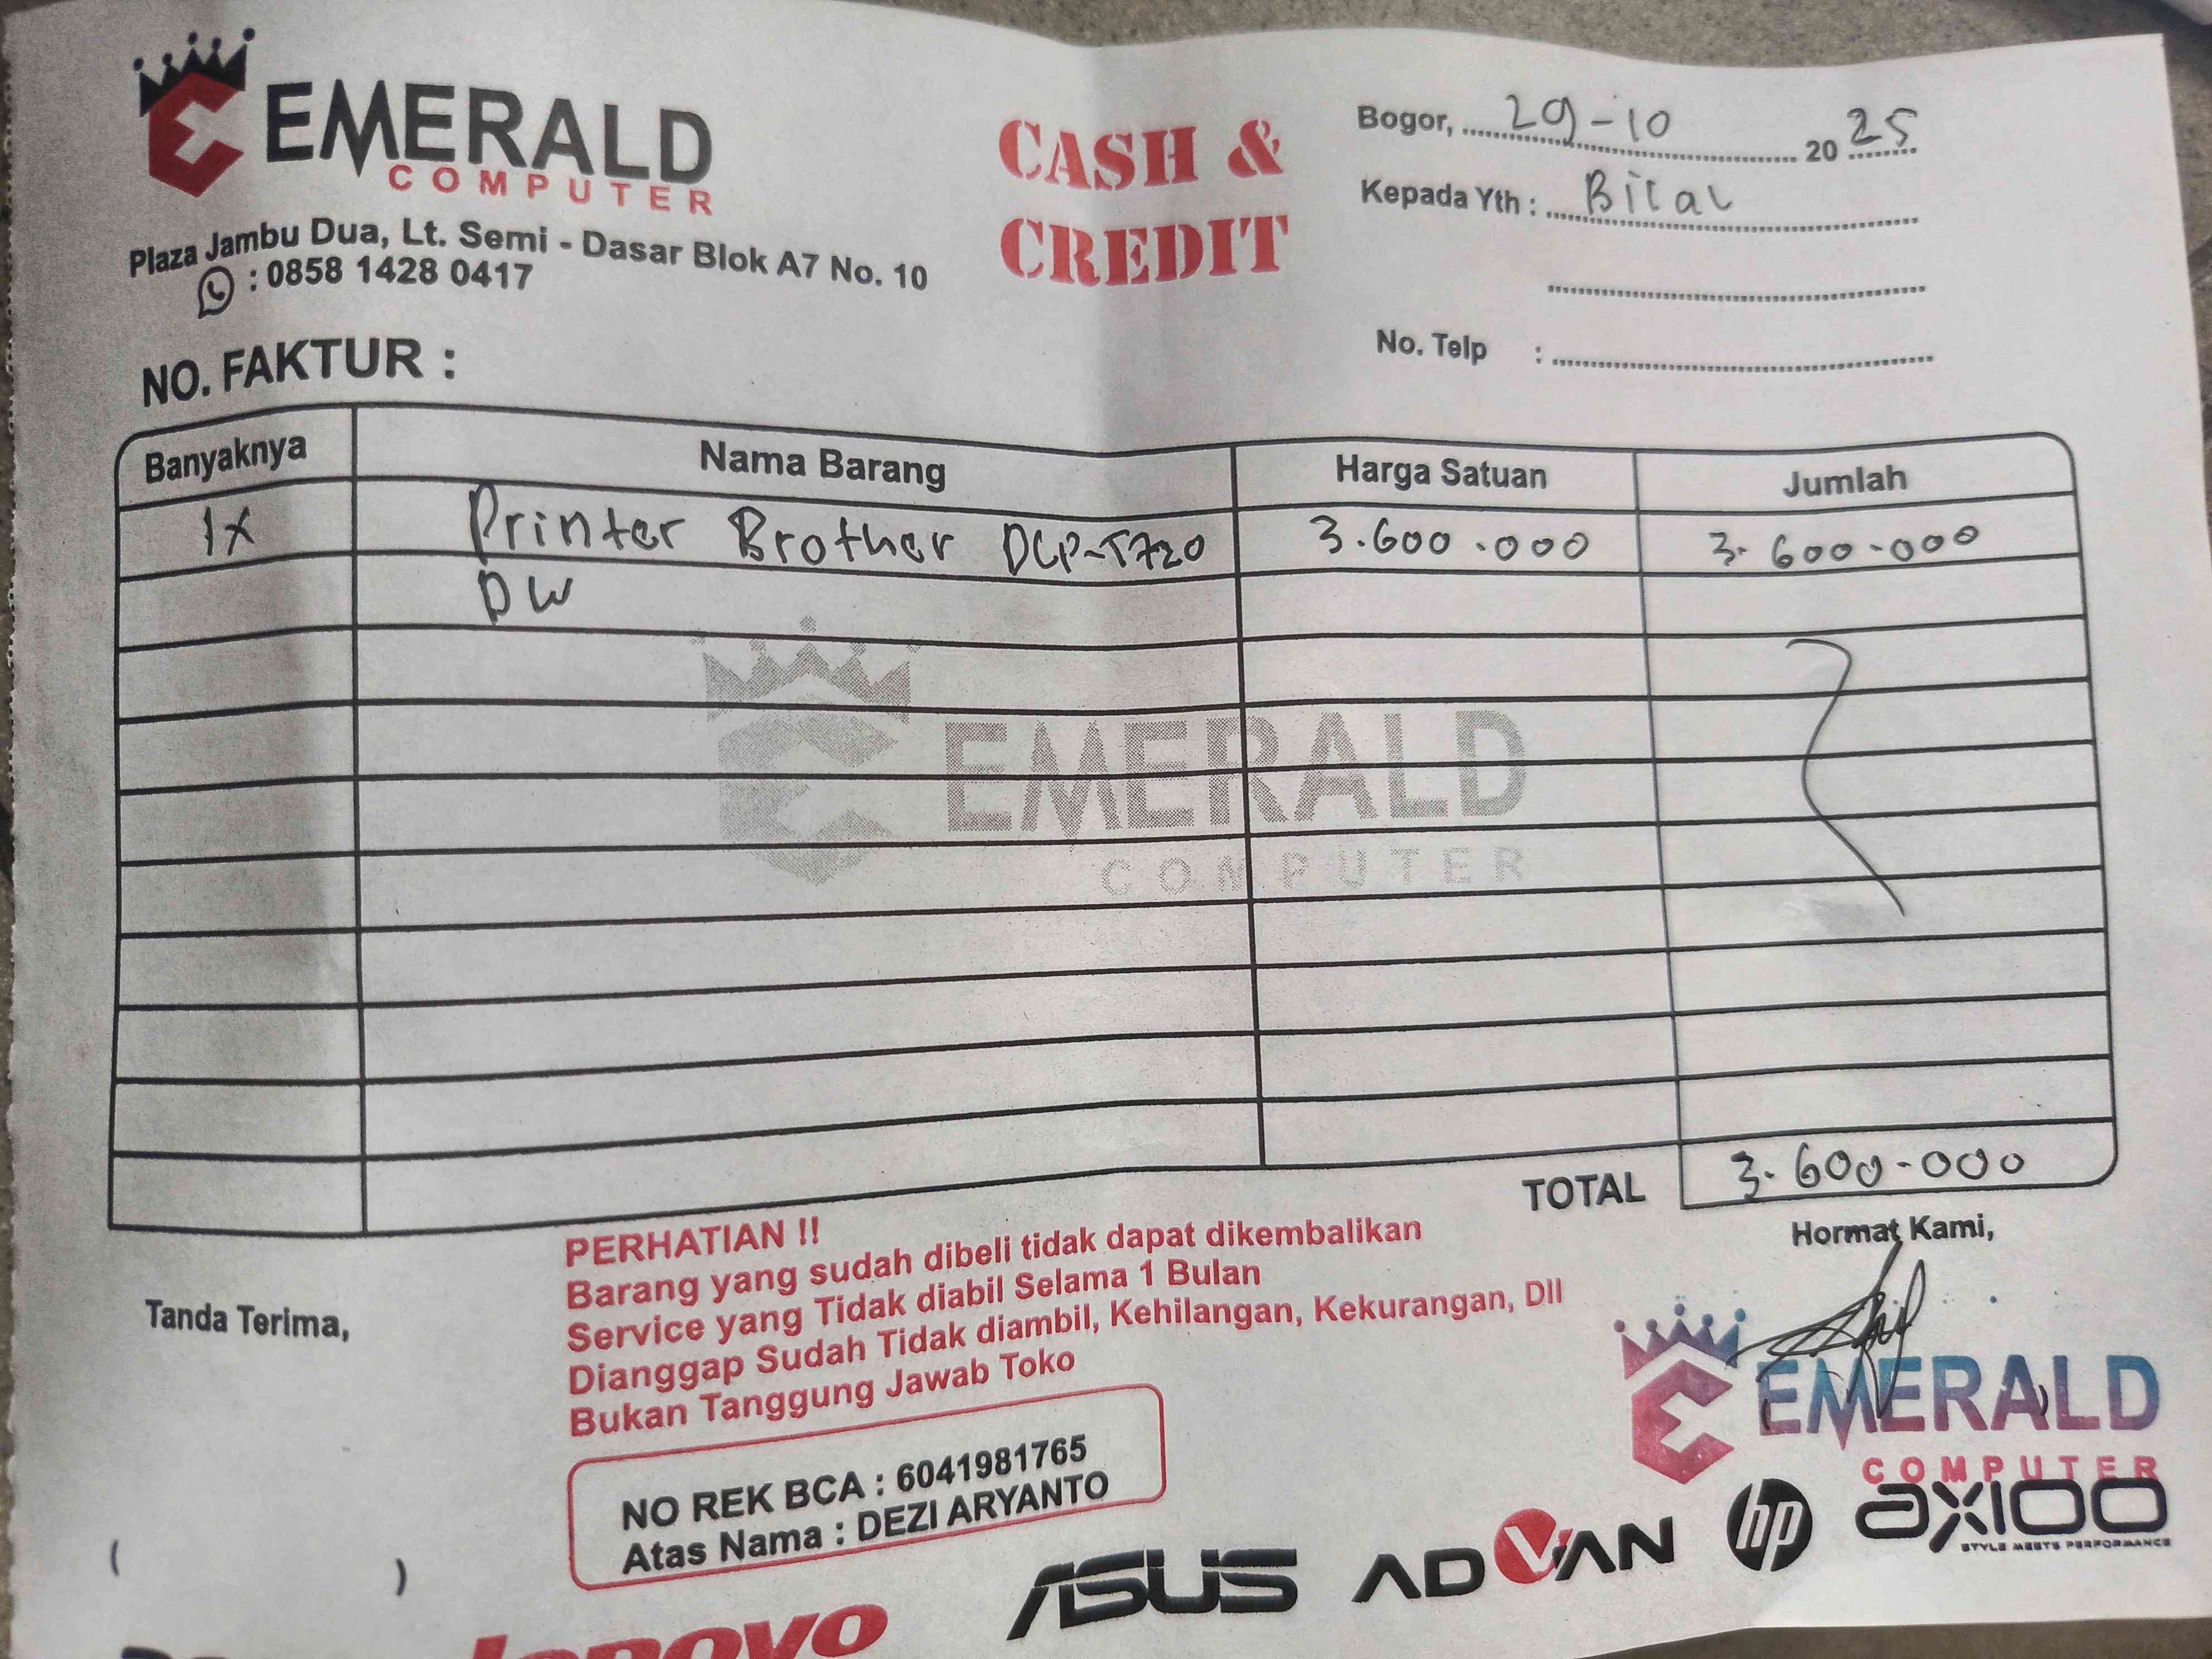 EMERALD
COMPUTER
Plaza Jambu Dua, Lt. Semi - Dasar Blok A7 No. 10
: 0858 1428 0417
CASH &
CREDIT
Bogor, 29-10 20 25
Kepada Yth : Bilal
No. Telp :
NO. FAKTUR :
Banyaknya Nama Barang Harga Satuan Jumlah
1x Printer Brother DCP-T720 3.600.000 3.600.000
DW
EMERALD
COMPUTER
TOTAL 3.600.000
Hormat Kami,
Tanda Terima,
PERHATIAN !!
Barang yang sudah dibeli tidak dapat dikembalikan
Service yang Tidak diabil Selama 1 Bulan
Dianggap Sudah Tidak diambil, Kehilangan, Kekurangan, Dll
Bukan Tanggung Jawab Toko
NO REK BCA : 6041981765
Atas Nama : DEZI ARYANTO
( )
EMERALD
COMPUTER
lenovo
ASUS
ADVAN
hp
axioo
STYLE MEETS PERFORMANCE